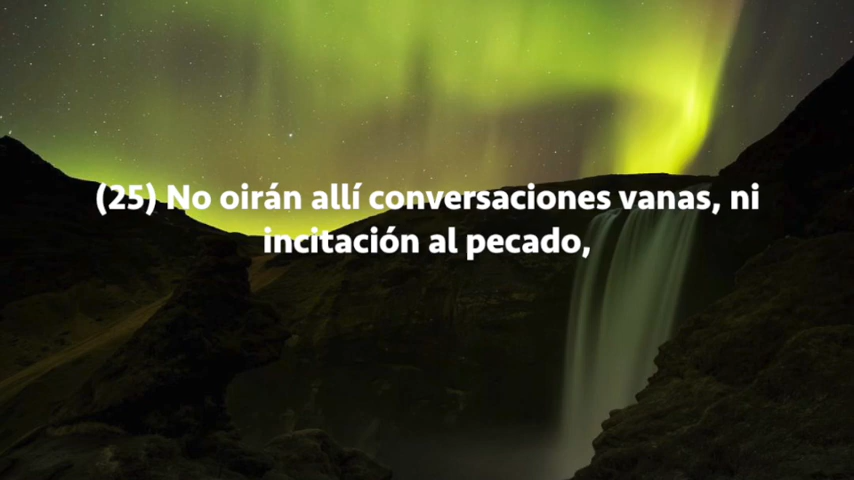 (25) No oirán allí conversaciones vanas, ni
incitación al pecado,